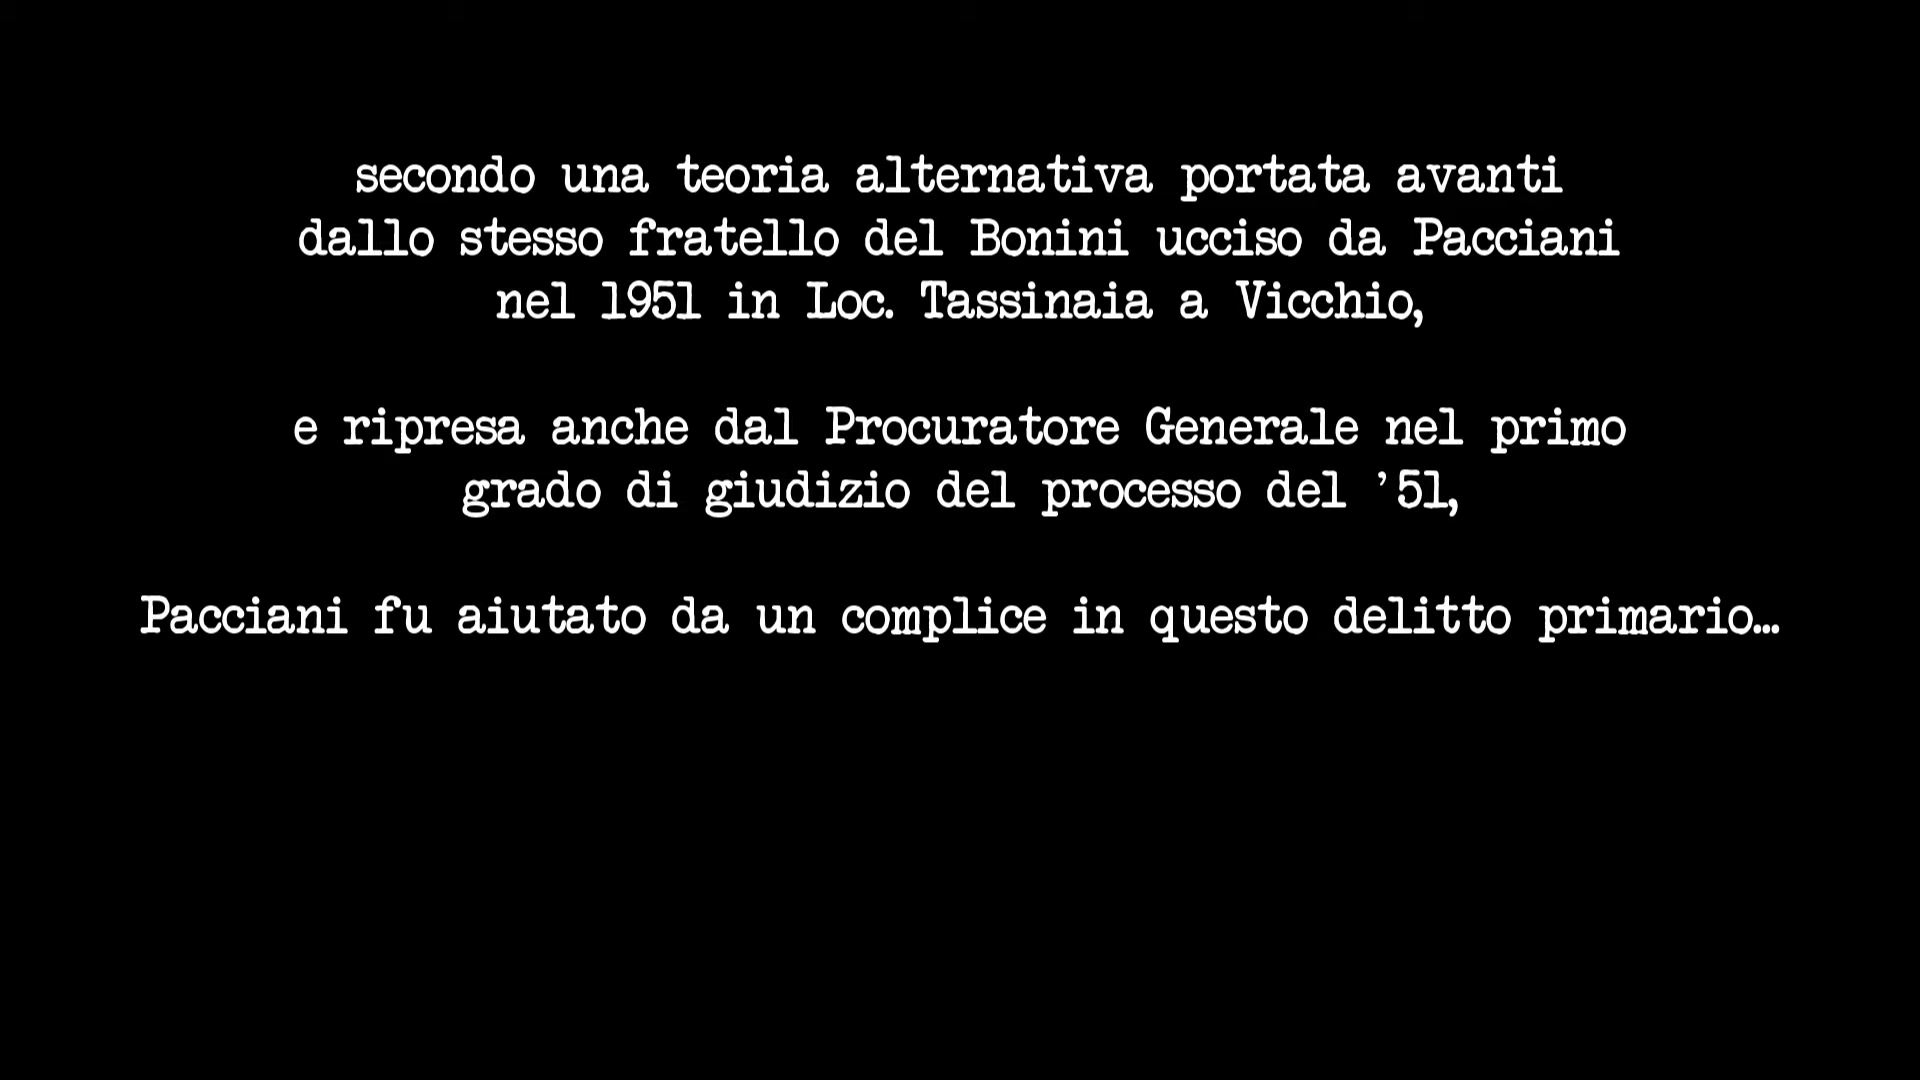 secondo una teoria alternativa portata avanti
dallo stesso fratello del Bonini ucciso da Pacciani
nel 1951 in Loc. Tassinaia a Vicchio,
e ripresa anche dal Procuratore Generale nel primo
grado di giudizio del processo del '51,
Pacciani fu aiutato da un complice in questo delitto primario...